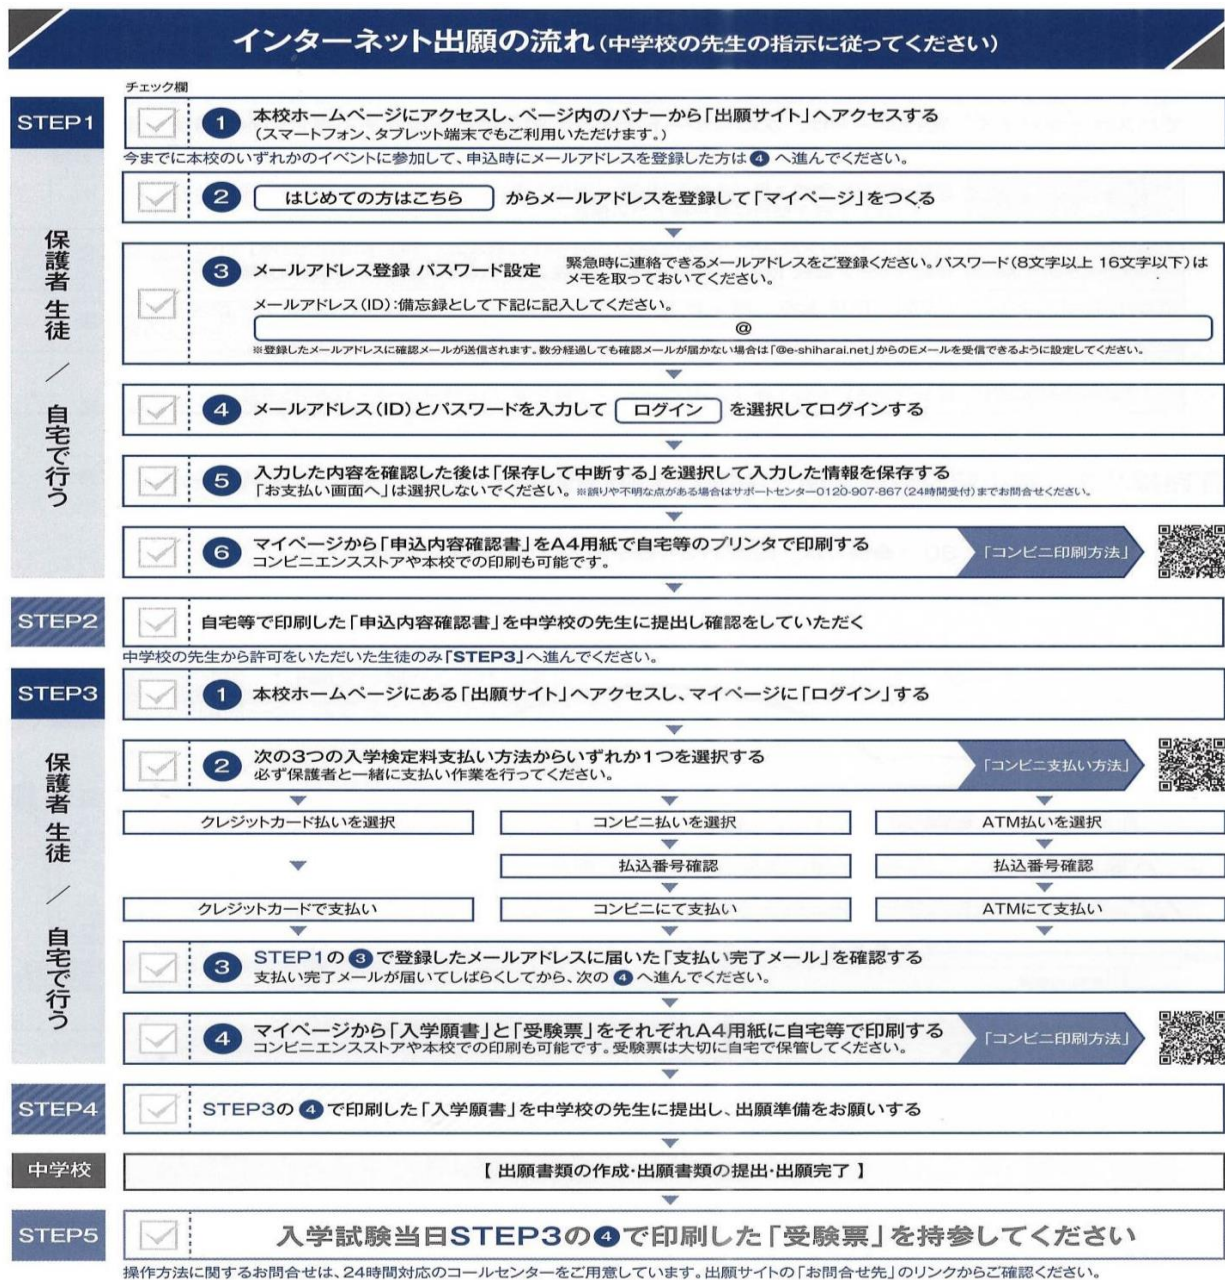 インターネット出願の流れ(中学校の先生の指示に従ってください)
チェック欄
STEP1
保護者 生徒 / 自宅で行う
1 本校ホームページにアクセスし、ページ内のバナーから「出願サイト」へアクセスする
(スマートフォン、タブレット端末でもご利用いただけます。)
今までに本校のいずれかのイベントに参加して、申込時にメールアドレスを登録した方は 4 へ進んでください。
2 はじめての方はこちら からメールアドレスを登録して「マイページ」をつくる
3 メールアドレス登録 パスワード設定 緊急時に連絡できるメールアドレスをご登録ください。パスワード(8文字以上 16文字以下)は
メモを取っておいてください。
メールアドレス(ID):備忘録として下記に記入してください。
@
※登録したメールアドレスに確認メールが送信されます。数分経過しても確認メールが届かない場合は「@e-shiharai.net」からのEメールを受信できるように設定してください。
4 メールアドレス(ID)とパスワードを入力して ログイン を選択してログインする
5 入力した内容を確認した後は「保存して中断する」を選択して入力した情報を保存する
「お支払い画面へ」は選択しないでください。※誤りや不明な点がある場合はサポートセンター0120-907-867(24時間受付)までお問合せください。
6 マイページから「申込内容確認書」をA4用紙で自宅等のプリンタで印刷する
コンビニエンスストアや本校での印刷も可能です。
「コンビニ印刷方法」
STEP2
自宅等で印刷した「申込内容確認書」を中学校の先生に提出し確認をしていただく
中学校の先生から許可をいただいた生徒のみ「STEP3」へ進んでください。
STEP3
保護者 生徒 / 自宅で行う
1 本校ホームページにある「出願サイト」へアクセスし、マイページに「ログイン」する
2 次の3つの入学検定料支払い方法からいずれか1つを選択する
必ず保護者と一緒に支払い作業を行ってください。
「コンビニ支払い方法」
クレジットカード払いを選択 コンビニ払いを選択 ATM払いを選択
払込番号確認 払込番号確認
クレジットカードで支払い コンビニにて支払い ATMにて支払い
3 STEP1の 3 で登録したメールアドレスに届いた「支払い完了メール」を確認する
支払い完了メールが届いてしばらくしてから、次の 4 へ進んでください。
4 マイページから「入学願書」と「受験票」をそれぞれA4用紙に自宅等で印刷する
コンビニエンスストアや本校での印刷も可能です。受験票は大切に自宅で保管してください。
「コンビニ印刷方法」
STEP4
STEP3の 4 で印刷した「入学願書」を中学校の先生に提出し、出願準備をお願いする
中学校
【 出願書類の作成・出願書類の提出・出願完了 】
STEP5
入学試験当日STEP3の4で印刷した「受験票」を持参してください
操作方法に関するお問合せは、24時間対応のコールセンターをご用意しています。出願サイトの「お問合せ先」のリンクからご確認ください。